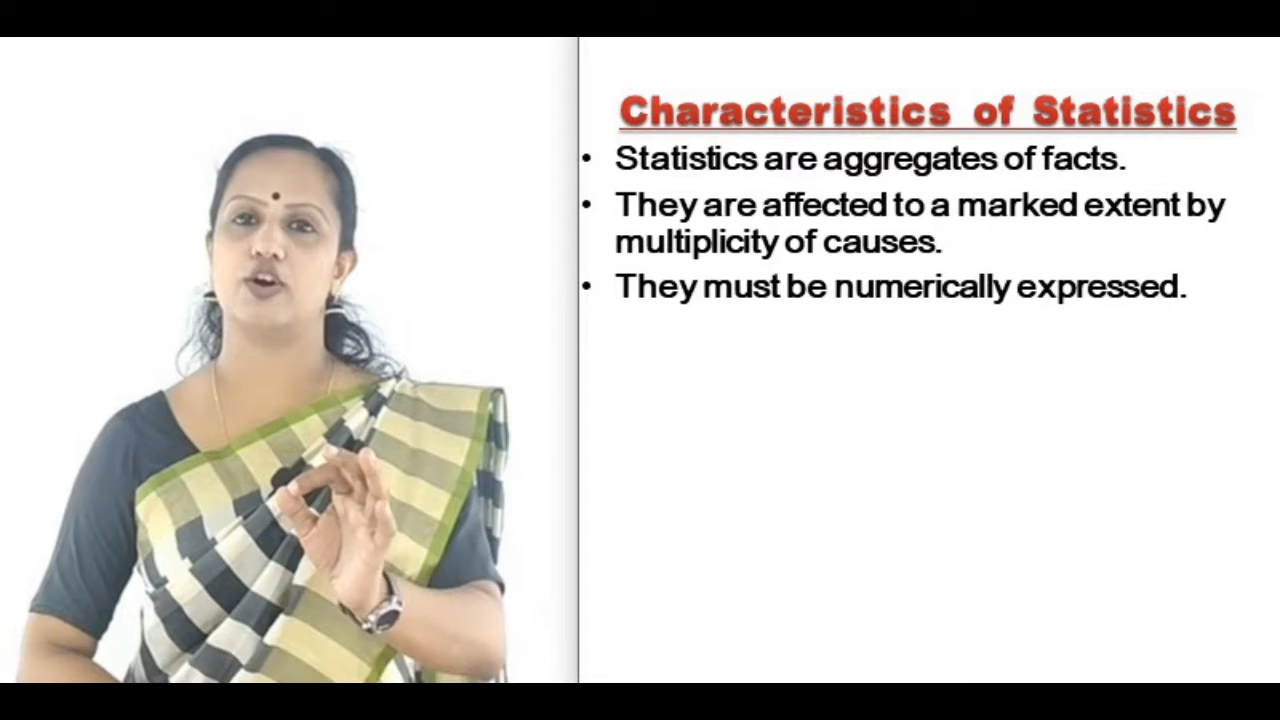 Characteristics of Statistics
• Statistics are aggregates of facts.
• They are affected to a marked extent by
multiplicity of causes.
• They must be numerically expressed.